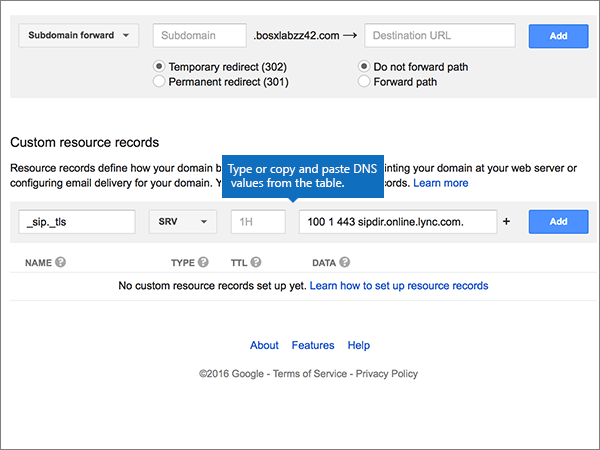 Subdomain forward Subdomain .bosxlabzz42.com → Destination URL Add
Temporary redirect (302) Do not forward path
Permanent redirect (301) Forward path
Custom resource records
Resource records define how your domain b
inting your domain at your web server or
configuring email delivery for your domain. Y
cords. Learn more
Type or copy and paste DNS
values from the table.
_sip._tls SRV 1H 100 1 443 sipdir.online.lync.com. + Add
NAME ? TYPE ? TTL ? DATA ?
No custom resource records set up yet. Learn how to set up resource records
About Features Help
©2016 Google - Terms of Service - Privacy Policy